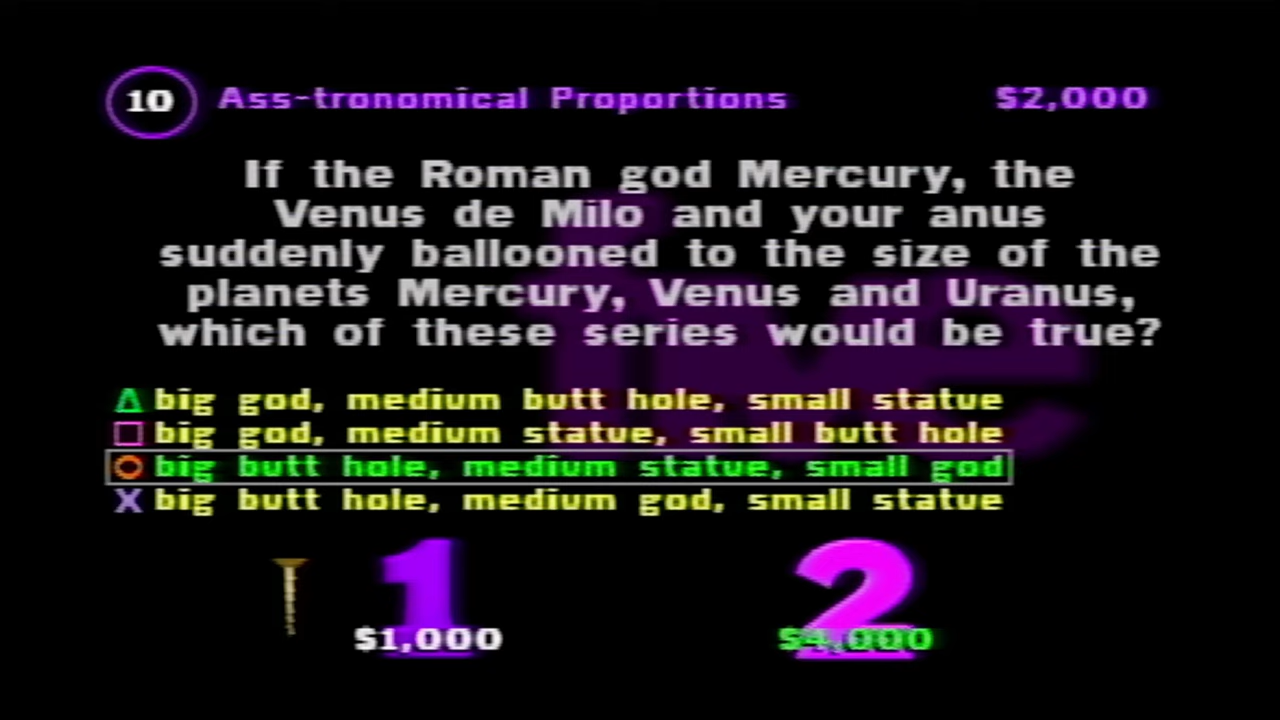 10 Ass-tronomical Proportions $2,000
If the Roman god Mercury, the
Venus de Milo and your anus
suddenly ballooned to the size of the
planets Mercury, Venus and Uranus,
which of these series would be true?
Δ big god, medium butt hole, small statue
□ big god, medium statue, small butt hole
O big butt hole, medium statue, small god
X big butt hole, medium god, small statue
1 2
$1,000 $4,000